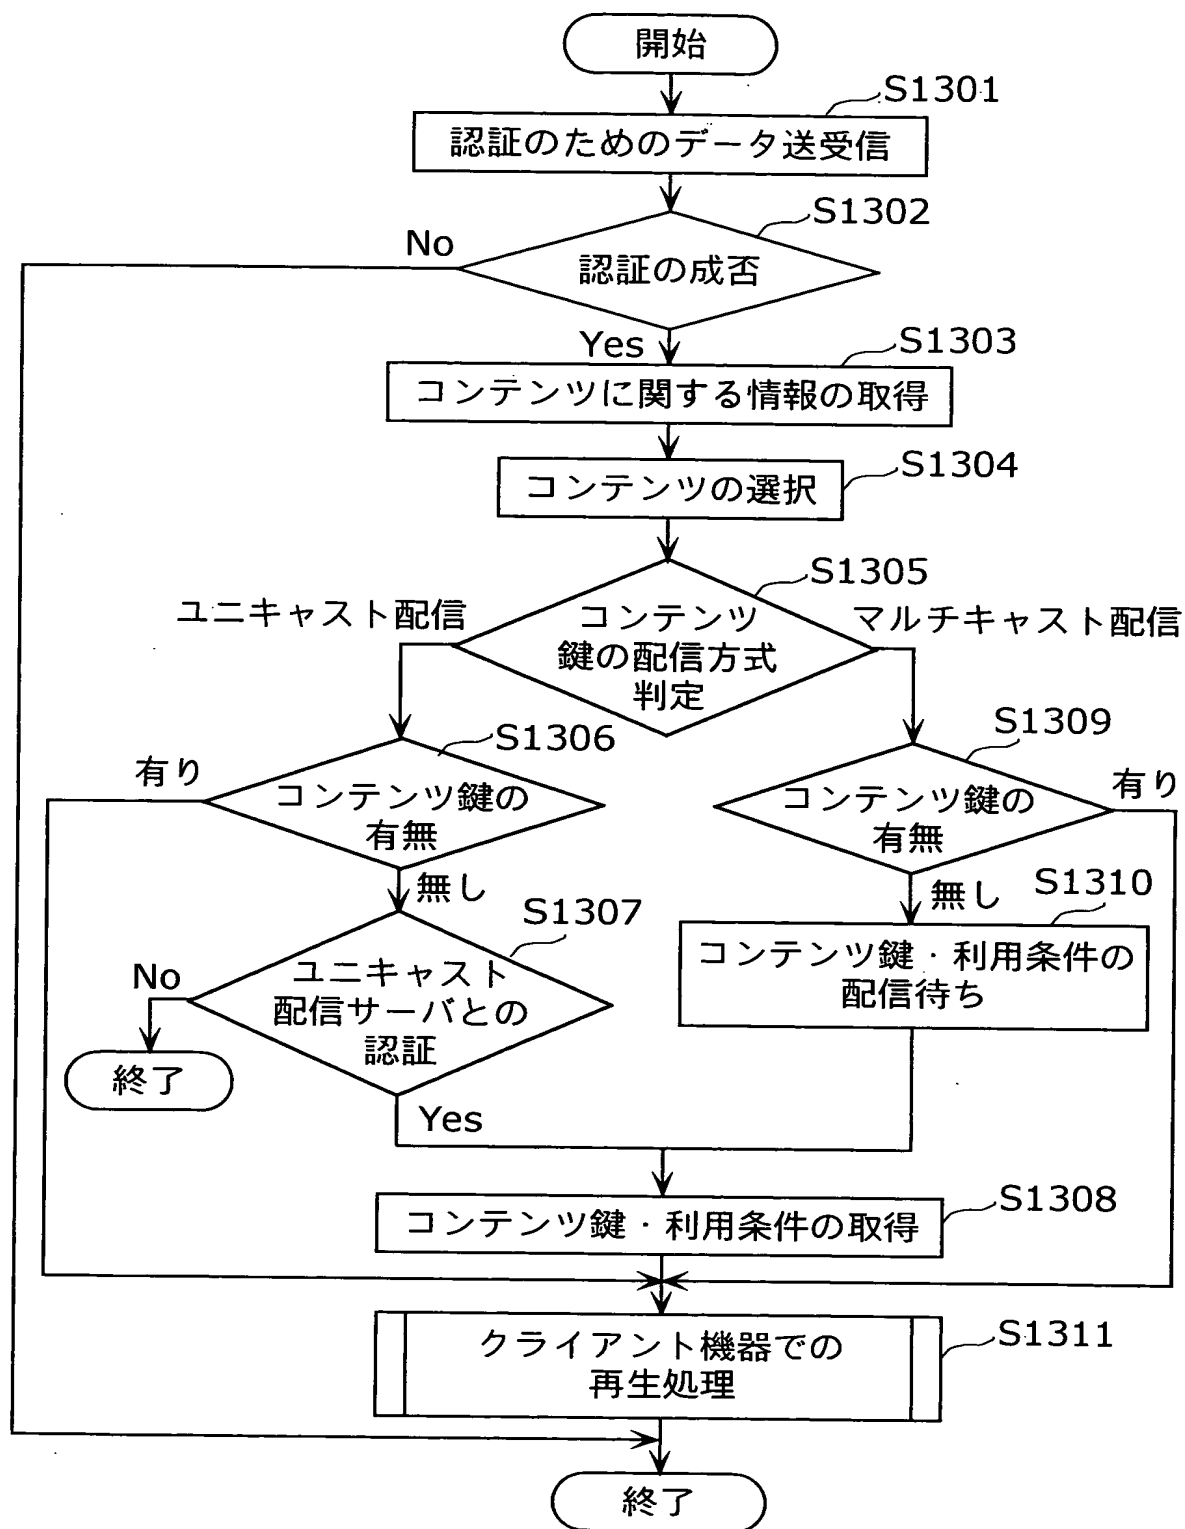 開始
S1301
認証のためのデータ送受信
S1302
No
認証の成否
Yes
S1303
コンテンツに関する情報の取得
S1304
コンテンツの選択
S1305
ユニキャスト配信
コンテンツ
鍵の配信方式
判定
マルチキャスト配信
S1306
有り
コンテンツ鍵の
有無
無し
S1309
コンテンツ鍵の
有無
有り
無し
S1307
No
ユニキャスト
配信サーバとの
認証
終了
Yes
S1310
コンテンツ鍵・利用条件の
配信待ち
S1308
コンテンツ鍵・利用条件の取得
S1311
クライアント機器での
再生処理
終了